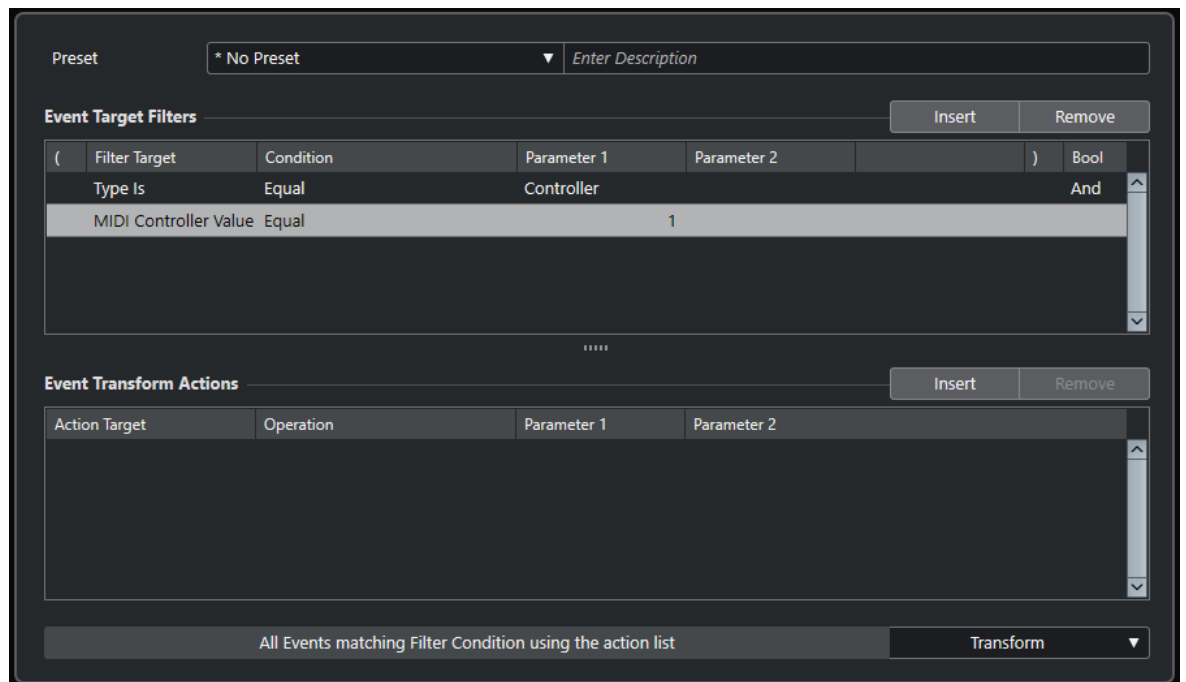 Preset * No Preset ▼ Enter Description
Event Target Filters Insert Remove
( Filter Target Condition Parameter 1 Parameter 2 ) Bool
Type Is Equal Controller And
MIDI Controller Value Equal 1
Event Transform Actions Insert Remove
Action Target Operation Parameter 1 Parameter 2
All Events matching Filter Condition using the action list Transform ▼